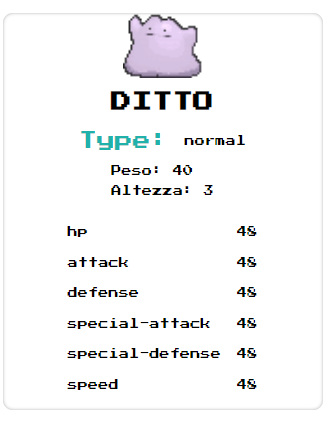 DITTO
Type: normal
Peso: 40
Altezza: 3
hp 48
attack 48
defense 48
special-attack 48
special-defense 48
speed 48